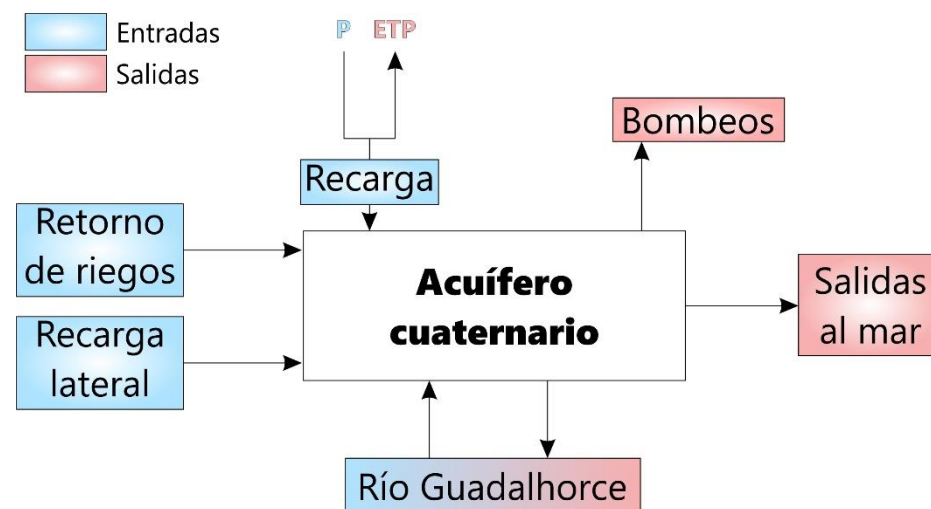 Entradas
Salidas
P ETP
Bombeos
Recarga
Retorno
de riegos
Acuífero
cuaternario
Salidas
al mar
Recarga
lateral
Río Guadalhorce